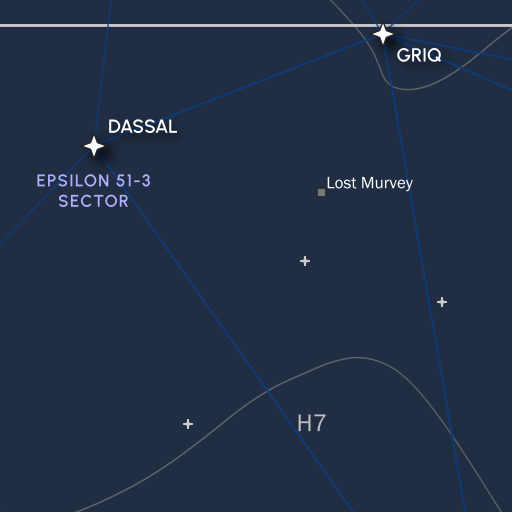 GRIQ
DASSAL
EPSILON 51-3
SECTOR
Lost Murvey
H7